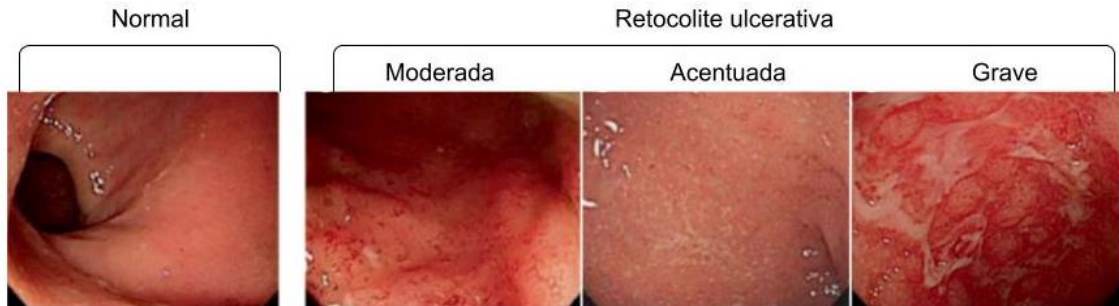 Normal
Retocolite ulcerativa
Moderada
Acentuada
Grave